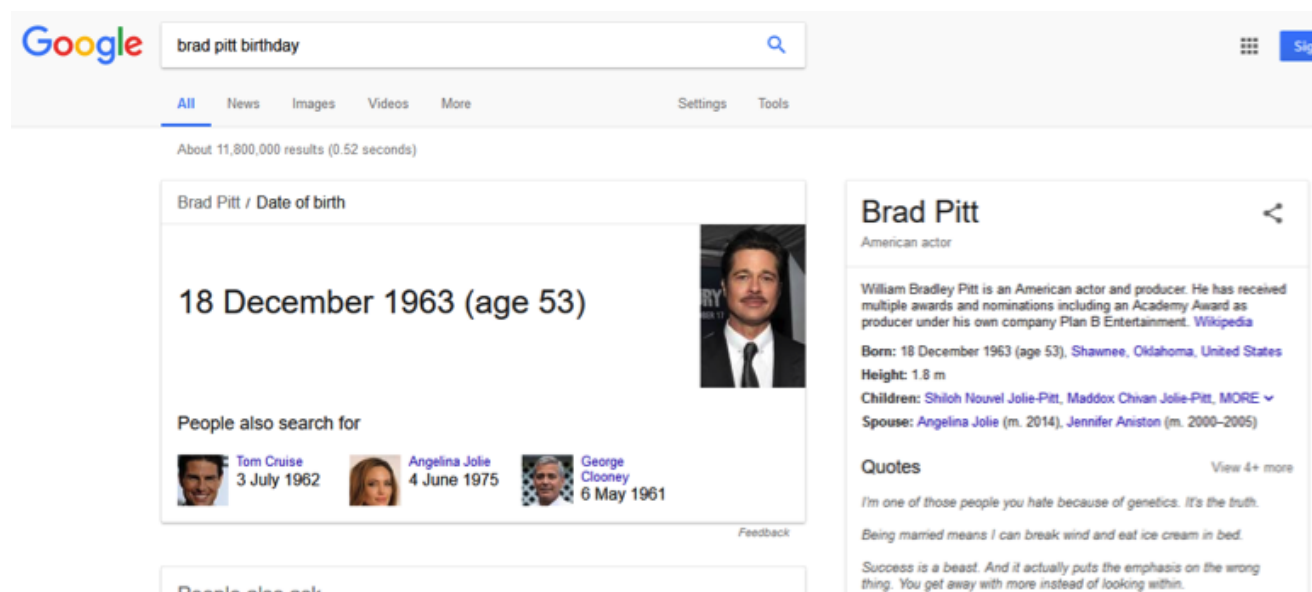 Google
brad pitt birthday
Sig
All News Images Videos More Settings Tools
About 11,800,000 results (0.52 seconds)
Brad Pitt / Date of birth
18 December 1963 (age 53)
People also search for
Tom Cruise
3 July 1962
Angelina Jolie
4 June 1975
George
Clooney
6 May 1961
Feedback
People also ask
Brad Pitt
American actor
William Bradley Pitt is an American actor and producer. He has received
multiple awards and nominations including an Academy Award as
producer under his own company Plan B Entertainment. Wikipedia
Born: 18 December 1963 (age 53), Shawnee, Oklahoma, United States
Height: 1.8 m
Children: Shiloh Nouvel Jolie-Pitt, Maddox Chivan Jolie-Pitt, MORE
Spouse: Angelina Jolie (m. 2014), Jennifer Aniston (m. 2000–2005)
Quotes View 4+ more
I'm one of those people you hate because of genetics. It's the truth.
Being married means I can break wind and eat ice cream in bed.
Success is a beast. And it actually puts the emphasis on the wrong
thing. You get away with more instead of looking within.